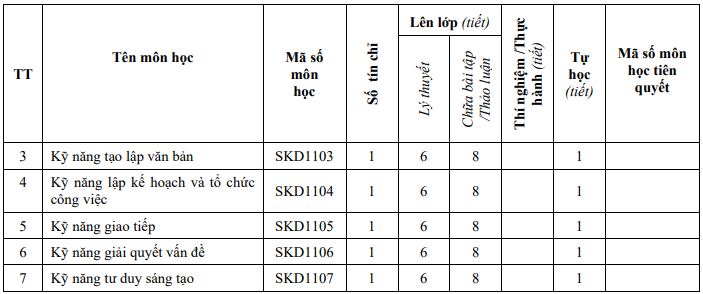 TT
Tên môn học
Mã số
môn
học
Số tín chỉ
Lên lớp (tiết)
Lý thuyết
Chữa bài tập
/Thảo luận
Thí nghiệm /Thực
hành (tiết)
Tự
học
(tiết)
Mã số môn
học tiên
quyết
3 Kỹ năng tạo lập văn bản SKD1103 1 6 8 1
4 Kỹ năng lập kế hoạch và tổ chức
công việc SKD1104 1 6 8 1
5 Kỹ năng giao tiếp SKD1105 1 6 8 1
6 Kỹ năng giải quyết vấn đề SKD1106 1 6 8 1
7 Kỹ năng tư duy sáng tạo SKD1107 1 6 8 1